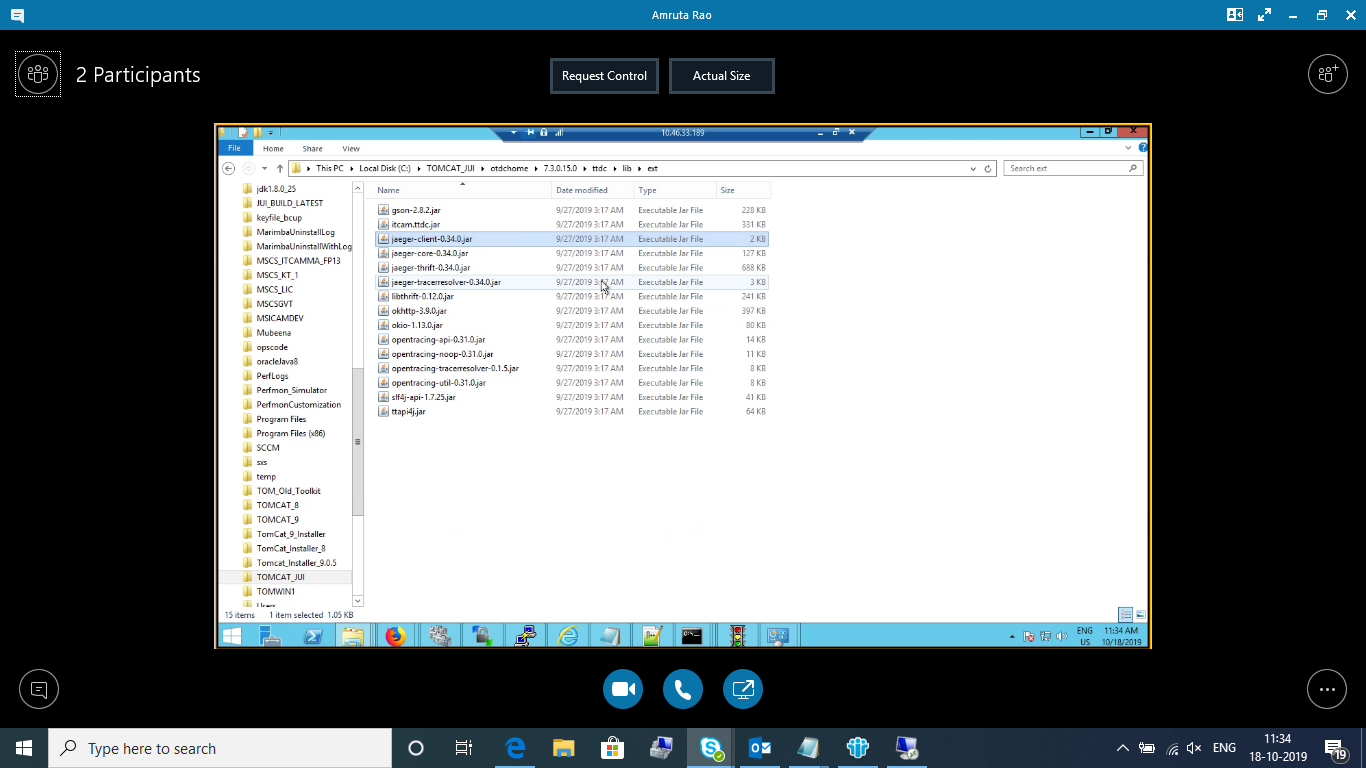 Amruta Rao
2 Participants
Request Control
Actual Size
10.46.33.189
File Home Share View
This PC Local Disk (C:) TOMCAT_JUI otdchome 7.3.0.15.0 ttdc lib ext
Search ext
Name Date modified Type Size
jdk1.8.0_25
JUI_BUILD_LATEST
keyfile_bcup
MarimbaUninstallLog
MarimbaUninstallWithLog
MSCS_ITCAMMA_FP13
MSCS_KT_1
MSCS_LIC
MSCSGVT
MSICAMDEV
Mubeena
opscode
oracleJava8
PerfLogs
Perfmon_Simulator
PerfmonCustomization
Program Files
Program Files (x86)
SCCM
sxs
temp
TOM_Old_Toolkit
TOMCAT_8
TOMCAT_9
TomCat_9_Installer
TomCat_Installer_8
Tomcat_Installer_9.0.5
TOMCAT_JUI
TOMWIN1
Users
gson-2.8.2.jar 9/27/2019 3:17 AM Executable Jar File 228 KB
itcam.ttdc.jar 9/27/2019 3:17 AM Executable Jar File 331 KB
jaeger-client-0.34.0.jar 9/27/2019 3:17 AM Executable Jar File 2 KB
jaeger-core-0.34.0.jar 9/27/2019 3:17 AM Executable Jar File 127 KB
jaeger-thrift-0.34.0.jar 9/27/2019 3:17 AM Executable Jar File 688 KB
jaeger-tracerresolver-0.34.0.jar 9/27/2019 3:17 AM Executable Jar File 3 KB
libthrift-0.12.0.jar 9/27/2019 3:17 AM Executable Jar File 241 KB
okhttp-3.9.0.jar 9/27/2019 3:17 AM Executable Jar File 397 KB
okio-1.13.0.jar 9/27/2019 3:17 AM Executable Jar File 80 KB
opentracing-api-0.31.0.jar 9/27/2019 3:17 AM Executable Jar File 14 KB
opentracing-noop-0.31.0.jar 9/27/2019 3:17 AM Executable Jar File 11 KB
opentracing-tracerresolver-0.1.5.jar 9/27/2019 3:17 AM Executable Jar File 8 KB
opentracing-util-0.31.0.jar 9/27/2019 3:17 AM Executable Jar File 8 KB
slf4j-api-1.7.25.jar 9/27/2019 3:17 AM Executable Jar File 41 KB
ttapi4j.jar 9/27/2019 3:17 AM Executable Jar File 64 KB
15 items 1 item selected 1.05 KB
ENG 11:34 AM
US 10/18/2019
Type here to search
ENG
11:34
18-10-2019
19